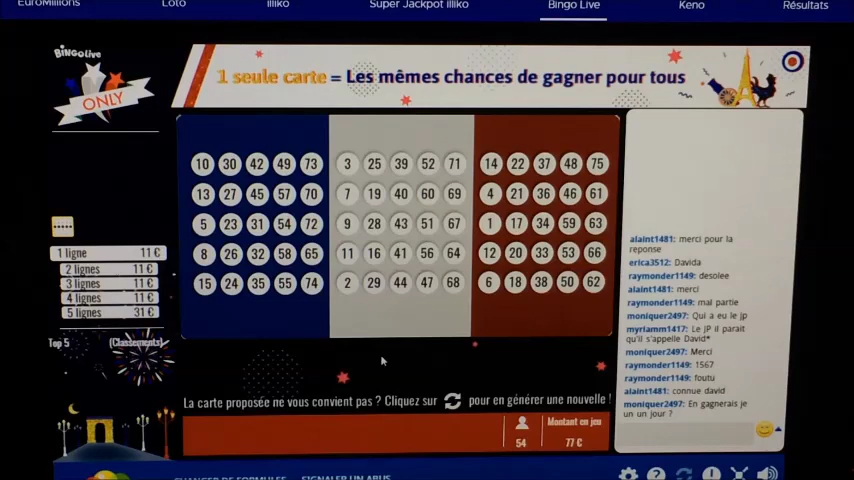 EuroMillions Loto illiko Super Jackpot illiko Bingo Live Keno Résultats
BiNGOLIVE
ONLY
1 seule carte = Les mêmes chances de gagner pour tous
10 30 42 49 73 3 25 39 52 71 14 22 37 48 75
13 27 45 57 70 7 19 40 60 69 4 21 36 46 61
5 23 31 54 72 9 28 43 51 67 1 17 34 59 63
8 26 32 58 65 11 16 41 56 64 12 20 33 53 66
15 24 35 55 74 2 29 44 47 68 6 18 38 50 62
1 ligne 11 €
2 lignes 11 €
3 lignes 11 €
4 lignes 11 €
5 lignes 31 €
Top 5 (Classements)
alaint1481: merci pour la
reponse
erica3512: Davida
raymonder1149: desolee
alaint1481: merci
raymonder1149: mal partie
moniquer2497: Qui a eu le jp
myriamm1417: Le JP il parait
qu'il s'appelle David*
moniquer2497: Merci
raymonder1149: 1567
raymonder1149: foutu
alaint1481: connue david
moniquer2497: En gagnerais je
un un jour ?
La carte proposée ne vous convient pas ? Cliquez sur pour en générer une nouvelle !
Montant en jeu
54 77 €
CHANGER DE FORMULES SIGNALER UN ABUS